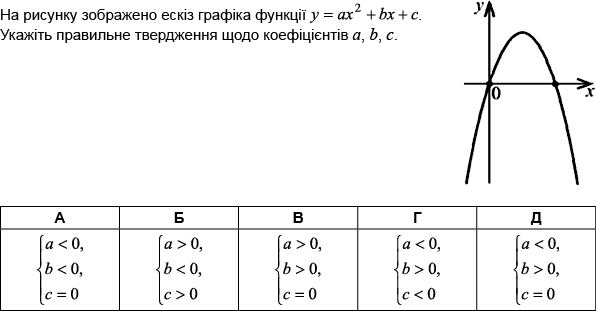 На рисунку зображено ескіз графіка функції y = ax² + bx + c.
Укажіть правильне твердження щодо коефіцієнтів a, b, c.
y
0
x
А Б В Г Д
a < 0, a > 0, a > 0, a < 0, a < 0,
b < 0, b < 0, b > 0, b > 0, b > 0,
c = 0 c > 0 c = 0 c < 0 c = 0